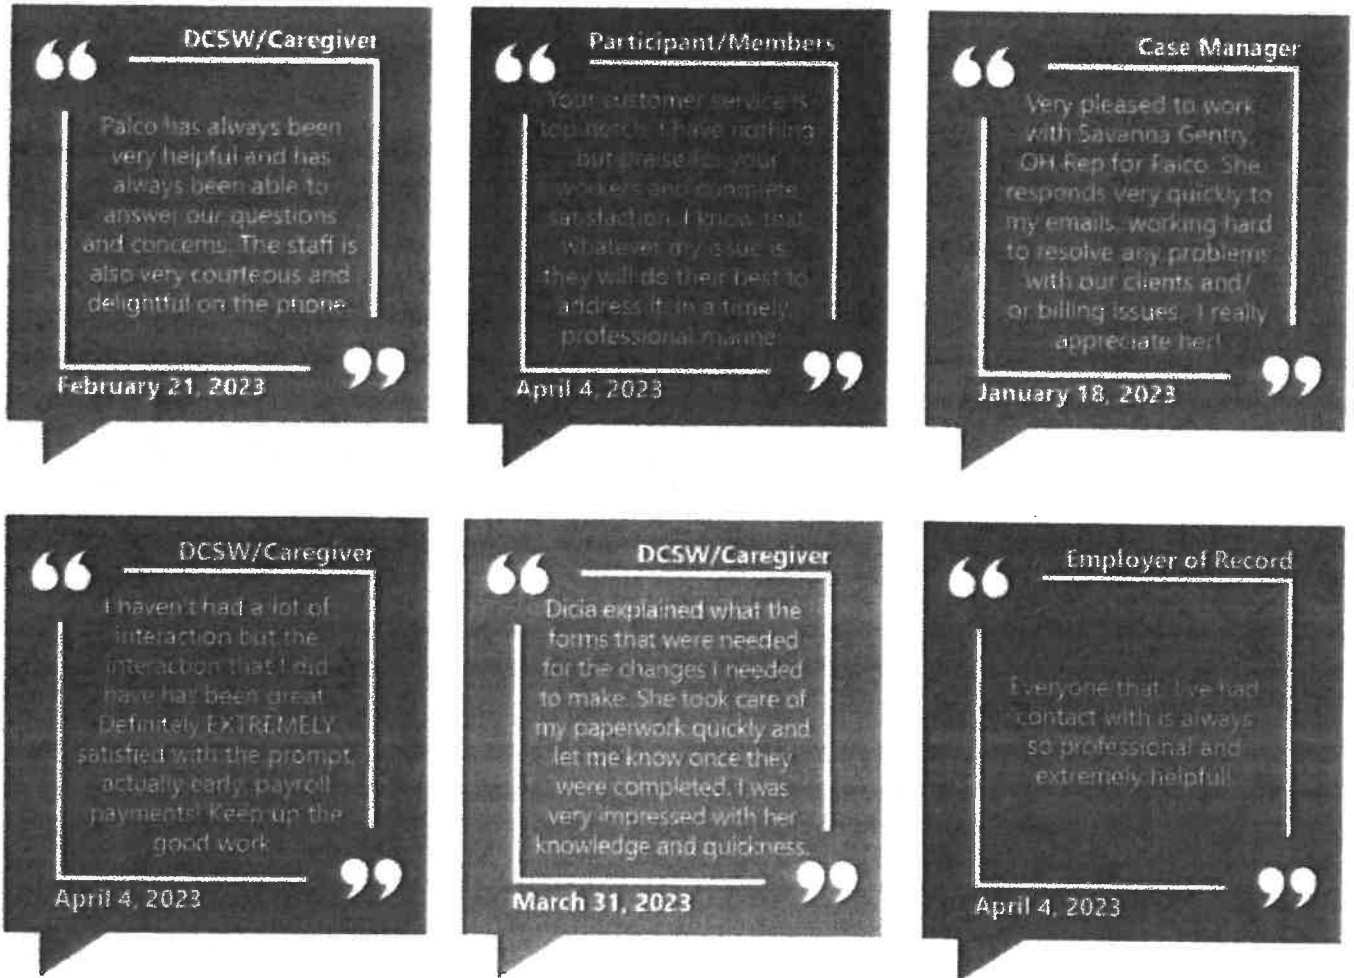 DCSW/Caregiver
Palco has always been
very helpful and has
always been able to
answer our questions
and concerns. The staff is
also very courteous and
delightful on the phone.
February 21, 2023
Participant/Members
Your customer service is
top notch. I have nothing
but praise for your
workers and complete
satisfaction. I know that
whatever my issue is
they will do their best to
address it in a timely,
professional manne
April 4, 2023
Case Manager
Very pleased to work
with Savanna Gentry,
OH Rep for Palco. She
responds very quickly to
my emails, working hard
to resolve any problems
with our clients and/
or billing issues. I really
appreciate her!
January 18, 2023
DCSW/Caregiver
I haven't had a lot of
interaction but the
interaction that I did
have has been great.
Definitely EXTREMELY
satisfied with the prompt,
actually early, payroll
payments! Keep up the
good work
April 4, 2023
DCSW/Caregiver
Dicia explained what the
forms that were needed
for the changes I needed
to make. She took care of
my paperwork quickly and
let me know once they
were completed. I was
very impressed with her
knowledge and quickness.
March 31, 2023
Employer of Record
Everyone that I've had
contact with is always
so professional and
extremely helpful!
April 4, 2023